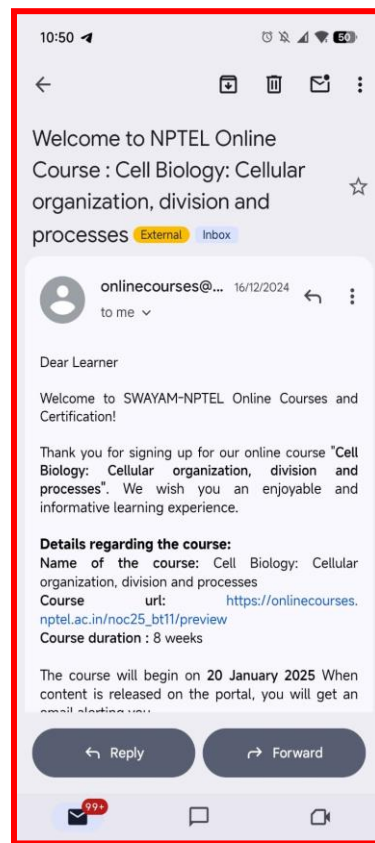 10:50
50
Welcome to NPTEL Online
Course : Cell Biology: Cellular
organization, division and
processes External Inbox
onlinecourses@... 16/12/2024
to me
Dear Learner
Welcome to SWAYAM-NPTEL Online Courses and
Certification!
Thank you for signing up for our online course "Cell
Biology: Cellular organization, division and
processes". We wish you an enjoyable and
informative learning experience.
Details regarding the course:
Name of the course: Cell Biology: Cellular
organization, division and processes
Course url: https://onlinecourses.
nptel.ac.in/noc25_bt11/preview
Course duration : 8 weeks
The course will begin on 20 January 2025 When
content is released on the portal, you will get an
email alerting you
Reply Forward
99+